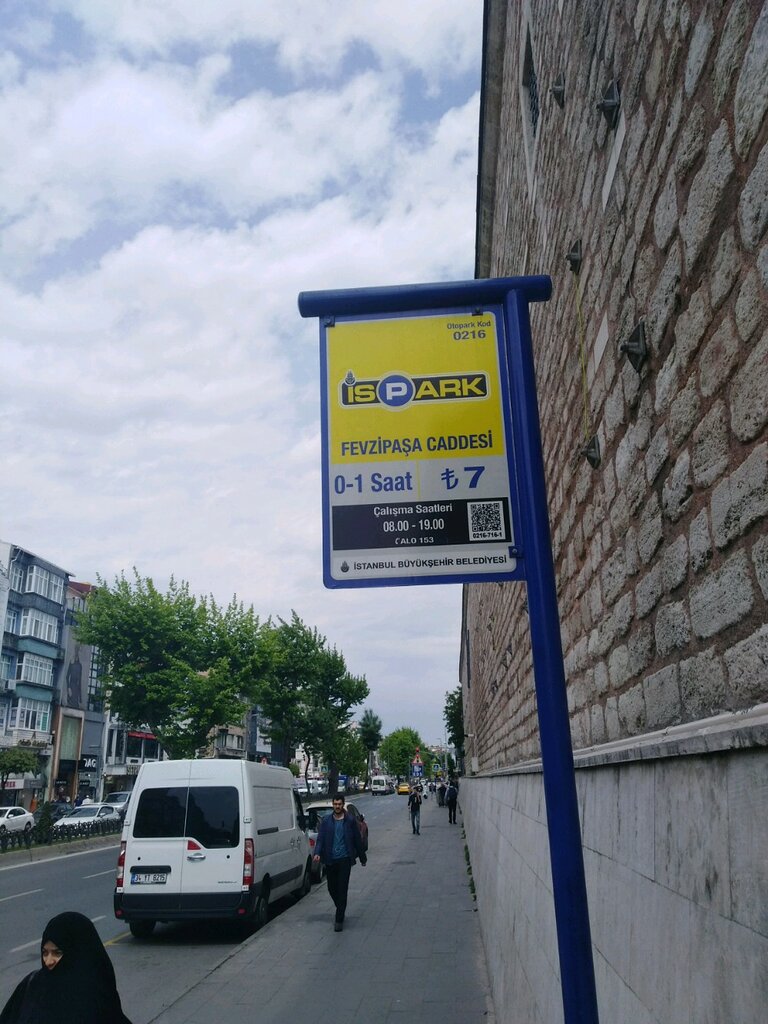 Otopark Kod
0216
İSPARK
FEVZİPAŞA CADDESİ
0-1 Saat ₺ 7
Çalışma Saatleri
08.00 - 19.00
ÇALO 153
0216-716-1
İSTANBUL BÜYÜKŞEHİR BELEDİYESİ